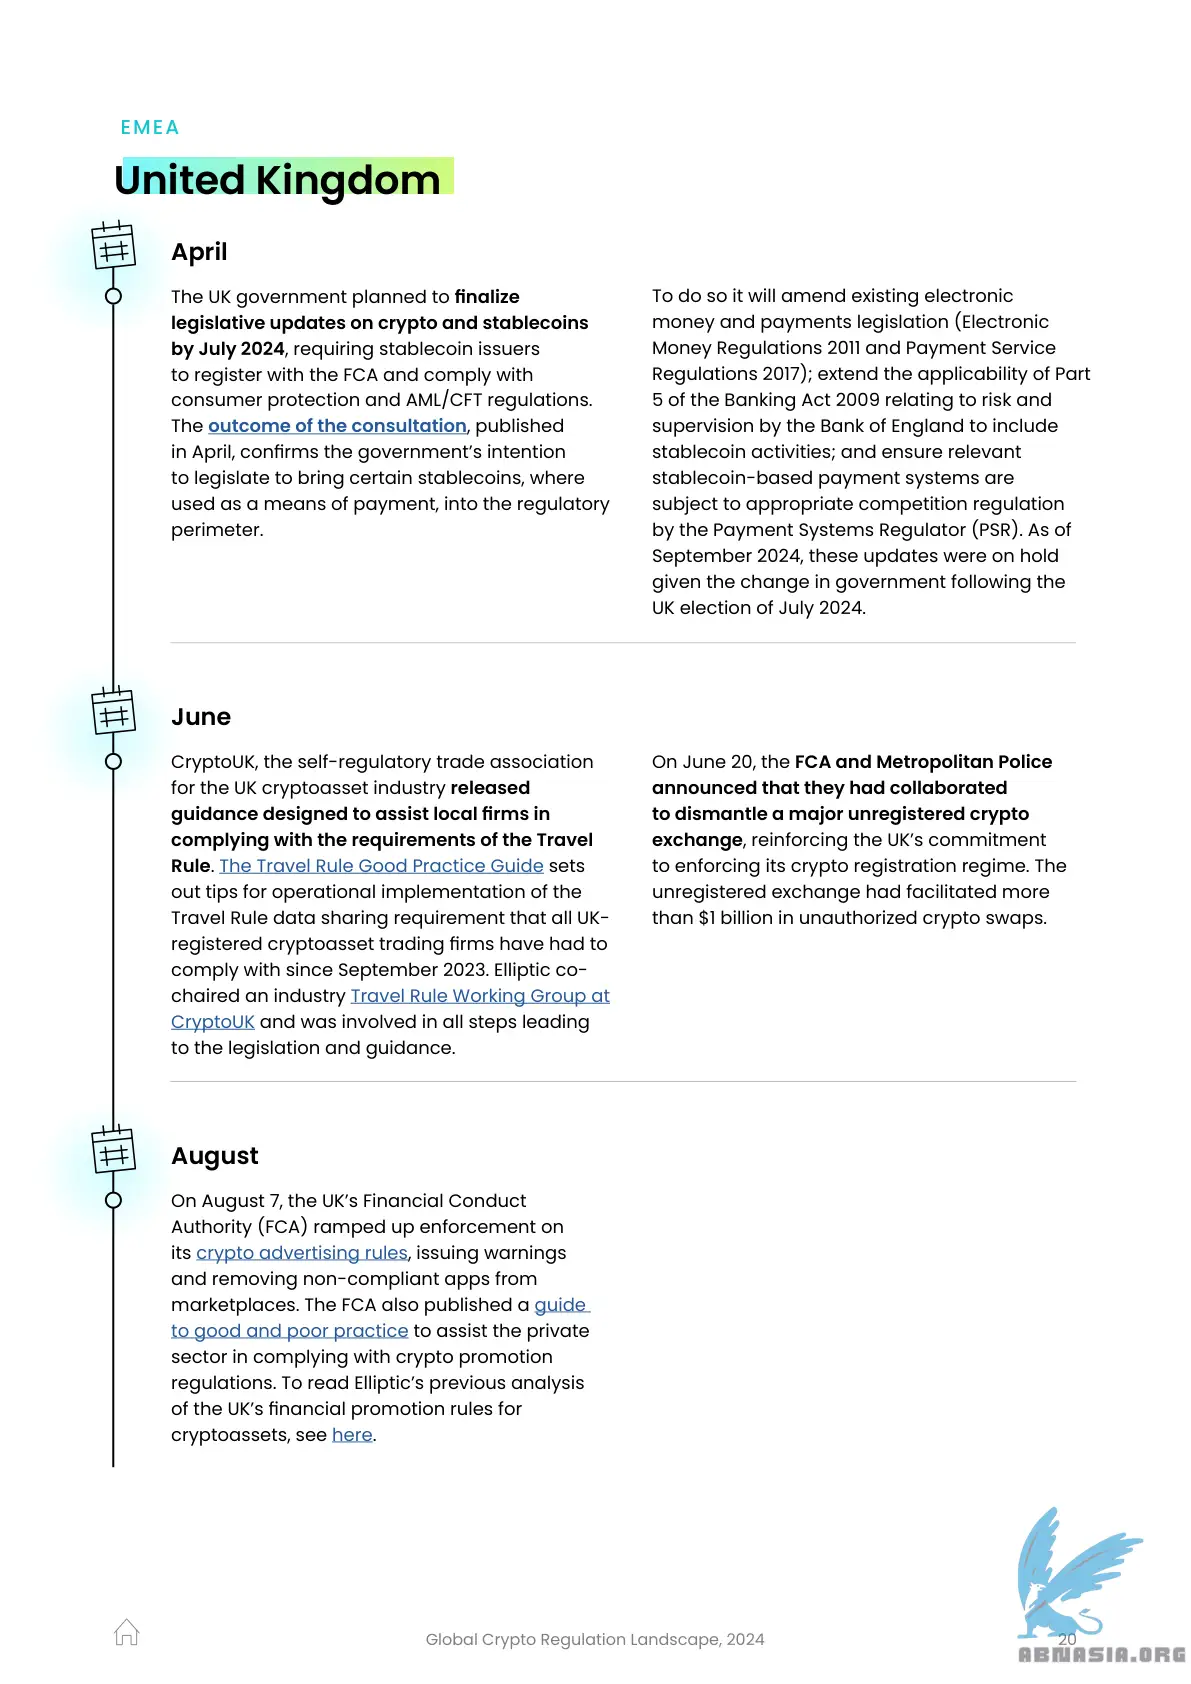 EMEA
United Kingdom
April
The UK government planned to finalize
legislative updates on crypto and stablecoins
by July 2024, requiring stablecoin issuers
to register with the FCA and comply with
consumer protection and AML/CFT regulations.
The outcome of the consultation, published
in April, confirms the government’s intention
to legislate to bring certain stablecoins, where
used as a means of payment, into the regulatory
perimeter.
To do so it will amend existing electronic
money and payments legislation (Electronic
Money Regulations 2011 and Payment Service
Regulations 2017); extend the applicability of Part
5 of the Banking Act 2009 relating to risk and
supervision by the Bank of England to include
stablecoin activities; and ensure relevant
stablecoin-based payment systems are
subject to appropriate competition regulation
by the Payment Systems Regulator (PSR). As of
September 2024, these updates were on hold
given the change in government following the
UK election of July 2024.
June
CryptoUK, the self-regulatory trade association
for the UK cryptoasset industry released
guidance designed to assist local firms in
complying with the requirements of the Travel
Rule. The Travel Rule Good Practice Guide sets
out tips for operational implementation of the
Travel Rule data sharing requirement that all UK-
registered cryptoasset trading firms have had to
comply with since September 2023. Elliptic co-
chaired an industry Travel Rule Working Group at
CryptoUK and was involved in all steps leading
to the legislation and guidance.
On June 20, the FCA and Metropolitan Police
announced that they had collaborated
to dismantle a major unregistered crypto
exchange, reinforcing the UK’s commitment
to enforcing its crypto registration regime. The
unregistered exchange had facilitated more
than $1 billion in unauthorized crypto swaps.
August
On August 7, the UK’s Financial Conduct
Authority (FCA) ramped up enforcement on
its crypto advertising rules, issuing warnings
and removing non-compliant apps from
marketplaces. The FCA also published a guide
to good and poor practice to assist the private
sector in complying with crypto promotion
regulations. To read Elliptic’s previous analysis
of the UK’s financial promotion rules for
cryptoassets, see here.
Global Crypto Regulation Landscape, 2024
20
ABNASIA.ORG